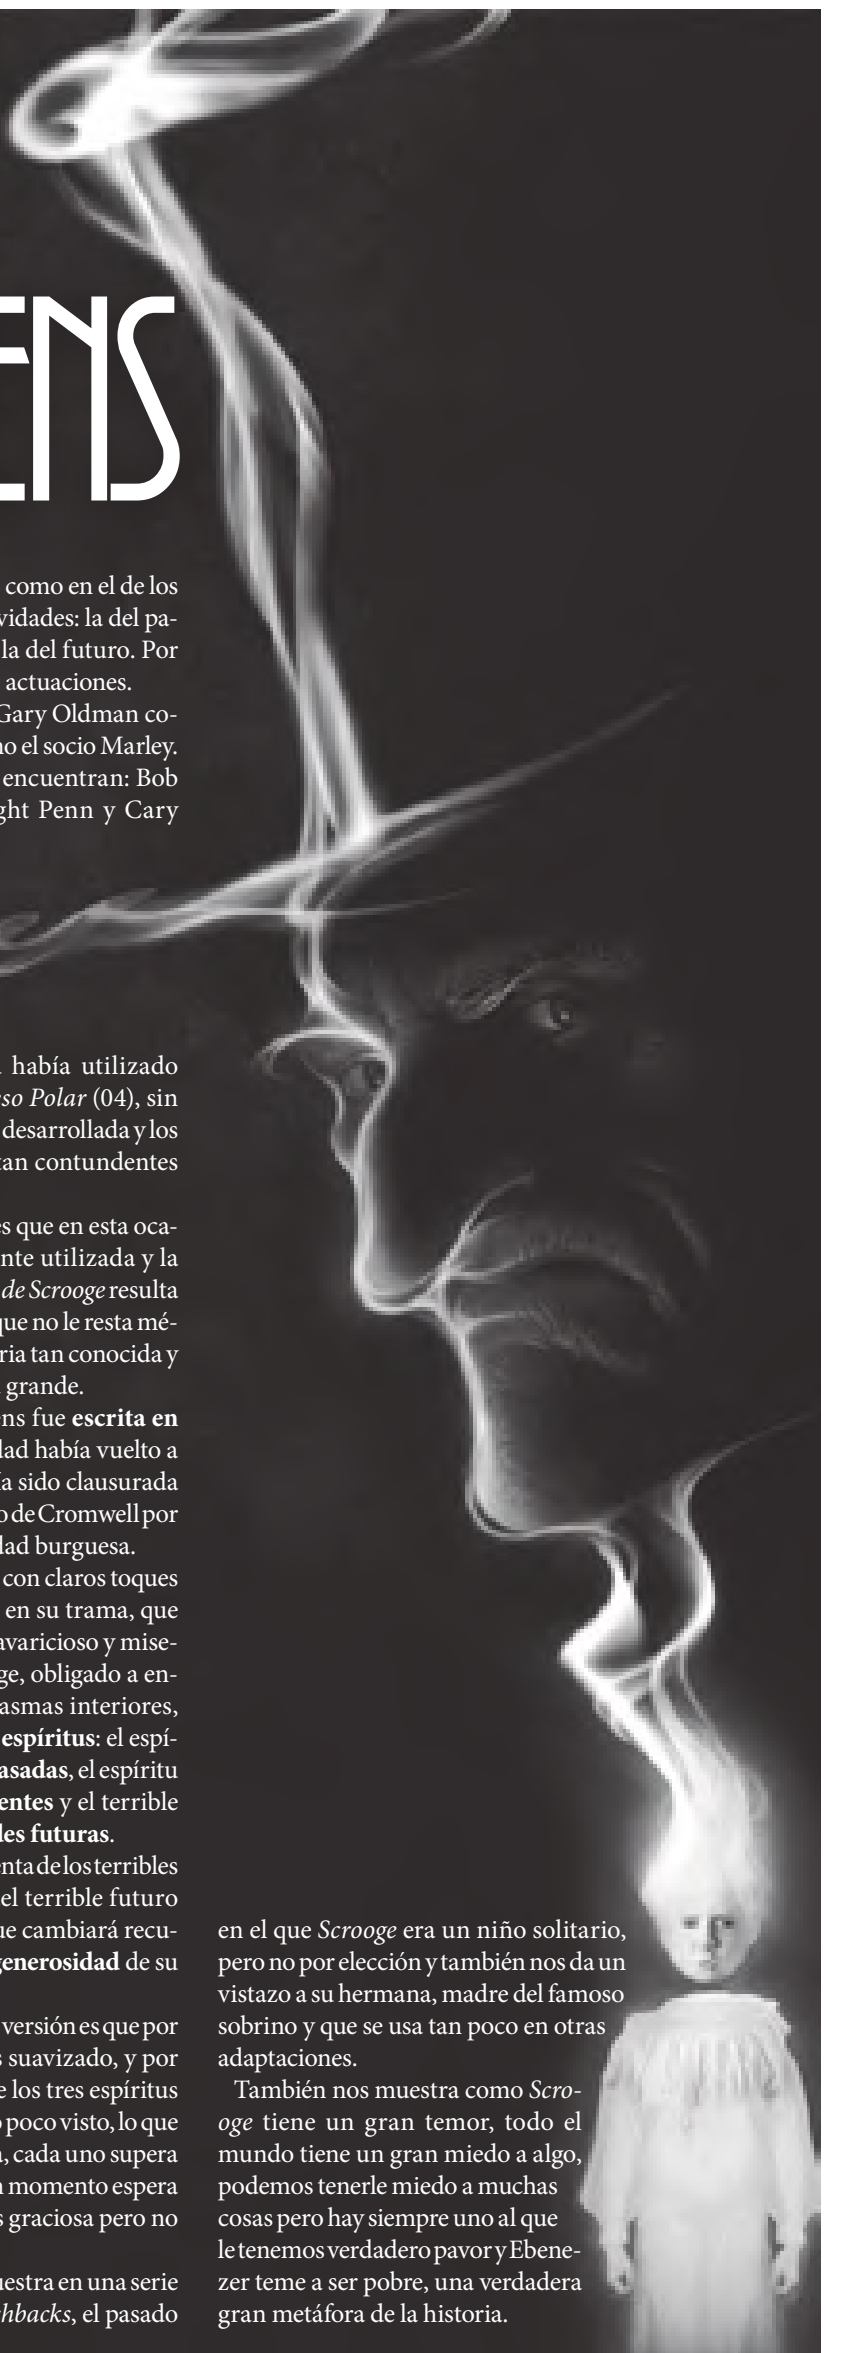 ENS
como en el de los
vidades: la del pa-
la del futuro. Por
actuaciones.
Gary Oldman co-
no el socio Marley.
encuentran: Bob
ght Penn y Cary
había utilizado
so Polar (04), sin
desarrollada y los
tan contundentes
es que en esta oca-
nte utilizada y la
de Scrooge resulta
que no le resta mé-
ria tan conocida y
grande.
ens fue escrita en
dad había vuelto a
ía sido clausurada
o de Cromwell por
dad burguesa.
con claros toques
en su trama, que
avaricioso y mise-
ge, obligado a en-
asmas interiores,
espíritus: el espí-
asadas, el espíritu
entes y el terrible
des futuras.
enta de los terribles
el terrible futuro
ue cambiará recu-
generosidad de su
versión es que por
s suavizado, y por
e los tres espíritus
o poco visto, lo que
a, cada uno supera
n momento espera
s graciosa pero no
uestra en una serie
hbacks, el pasado
en el que Scrooge era un niño solitario,
pero no por elección y también nos da un
vistazo a su hermana, madre del famoso
sobrino y que se usa tan poco en otras
adaptaciones.
También nos muestra como Scro-
oge tiene un gran temor, todo el
mundo tiene un gran miedo a algo,
podemos tenerle miedo a muchas
cosas pero hay siempre uno al que
le tenemos verdadero pavor y Ebene-
zer teme a ser pobre, una verdadera
gran metáfora de la historia.